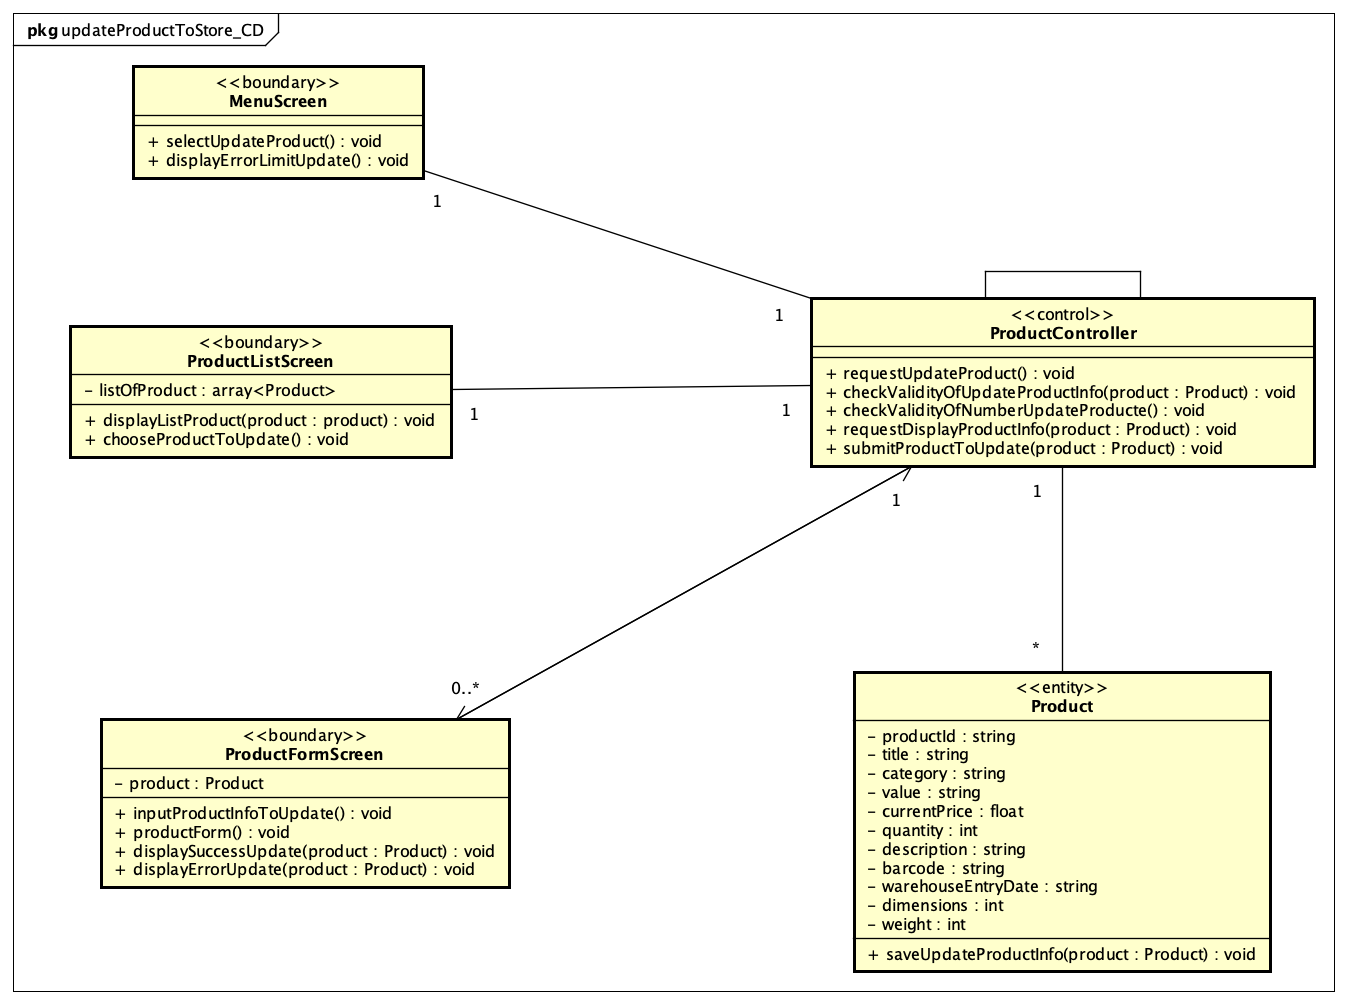 pkg updateProductToStore_CD
<<boundary>>
MenuScreen
+ selectUpdateProduct() : void
+ displayErrorLimitUpdate() : void
1
1
<<boundary>>
ProductListScreen
- listOfProduct : array<Product>
+ displayListProduct(product : product) : void
+ chooseProductToUpdate() : void
1
1
<<control>>
ProductController
+ requestUpdateProduct() : void
+ checkValidityOfUpdateProductInfo(product : Product) : void
+ checkValidityOfNumberUpdateProducte() : void
+ requestDisplayProductInfo(product : Product) : void
+ submitProductToUpdate(product : Product) : void
1
1
0..*
*
<<boundary>>
ProductFormScreen
- product : Product
+ inputProductInfoToUpdate() : void
+ productForm() : void
+ displaySuccessUpdate(product : Product) : void
+ displayErrorUpdate(product : Product) : void
<<entity>>
Product
- productId : string
- title : string
- category : string
- value : string
- currentPrice : float
- quantity : int
- description : string
- barcode : string
- warehouseEntryDate : string
- dimensions : int
- weight : int
+ saveUpdateProductInfo(product : Product) : void